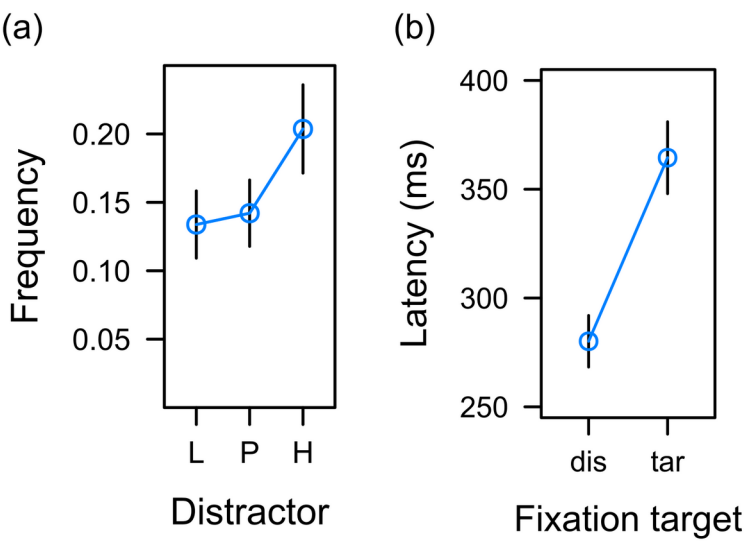 (a)
Frequency
0.20
0.15
0.10
0.05
L P H
Distractor
(b)
Latency (ms)
400
350
300
250
dis tar
Fixation target